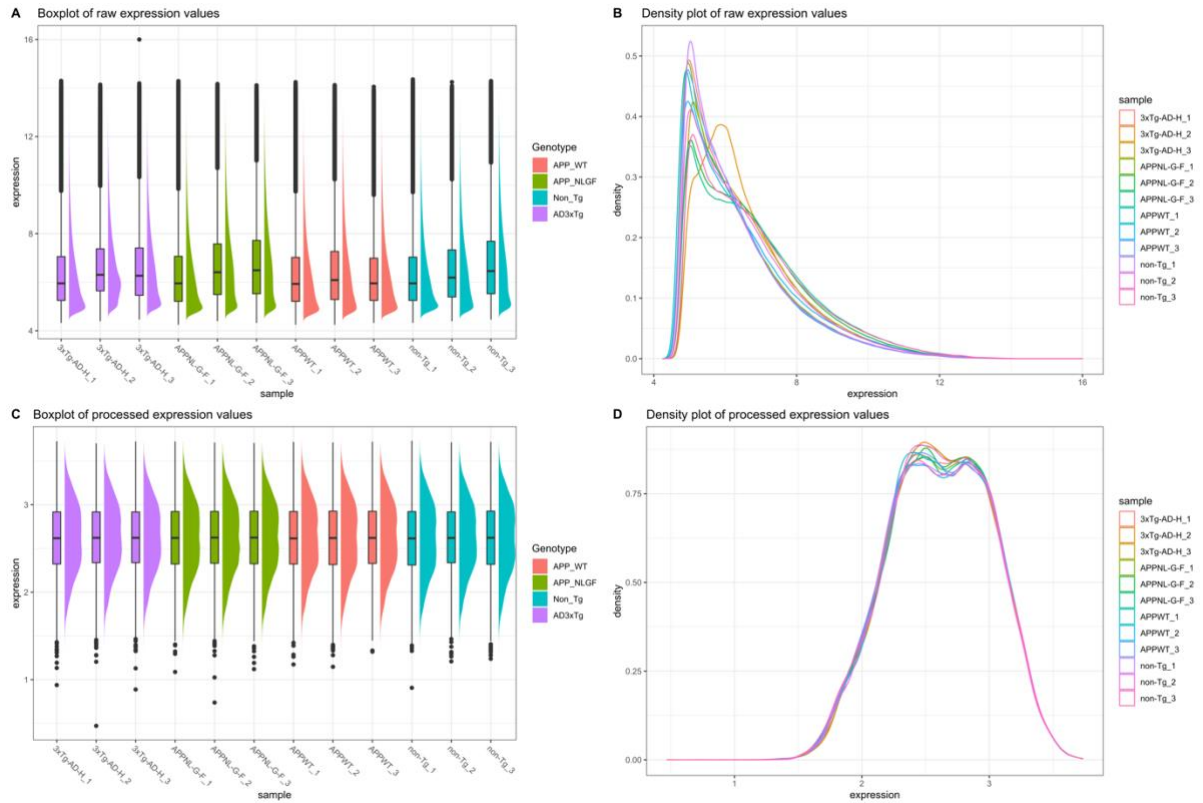 A Boxplot of raw expression values
16
12
8
4
expression
3xTg-AD-H_1
3xTg-AD-H_2
3xTg-AD-H_3
APPNL-G-F_1
APPNL-G-F_2
APPNL-G-F_3
APPWT_1
APPWT_2
APPWT_3
non-Tg_1
non-Tg_2
non-Tg_3
sample
Genotype
APP_WT
APP_NLGF
Non_Tg
AD3xTg
B Density plot of raw expression values
0.5
0.4
0.3
0.2
0.1
0.0
density
4 8 12 16
expression
sample
3xTg-AD-H_1
3xTg-AD-H_2
3xTg-AD-H_3
APPNL-G-F_1
APPNL-G-F_2
APPNL-G-F_3
APPWT_1
APPWT_2
APPWT_3
non-Tg_1
non-Tg_2
non-Tg_3
C Boxplot of processed expression values
3
2
1
expression
3xTg-AD-H_1
3xTg-AD-H_2
3xTg-AD-H_3
APPNL-G-F_1
APPNL-G-F_2
APPNL-G-F_3
APPWT_1
APPWT_2
APPWT_3
non-Tg_1
non-Tg_2
non-Tg_3
sample
Genotype
APP_WT
APP_NLGF
Non_Tg
AD3xTg
D Density plot of processed expression values
0.75
0.50
0.25
0.00
density
1 2 3
expression
sample
3xTg-AD-H_1
3xTg-AD-H_2
3xTg-AD-H_3
APPNL-G-F_1
APPNL-G-F_2
APPNL-G-F_3
APPWT_1
APPWT_2
APPWT_3
non-Tg_1
non-Tg_2
non-Tg_3